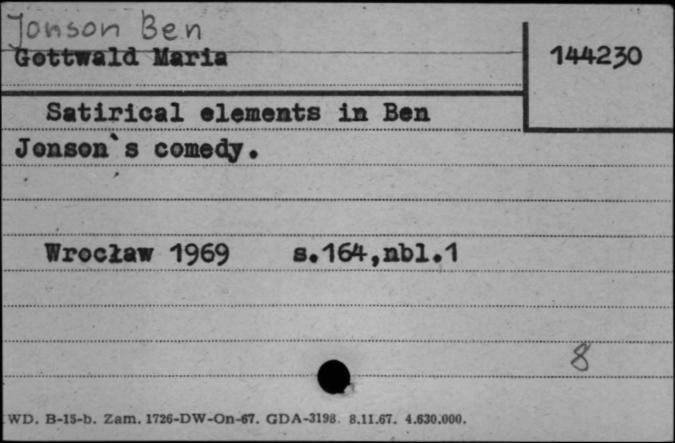 Jonson Ben
Gottwald Maria
144230
Satirical elements in Ben
Jonson`s comedy.
Wrocław 1969 s.164,nbl.1
8
WD. B-15-b. Zam. 1726-DW-On-67. GDA-3198. 8.11.67. 4.630.000.